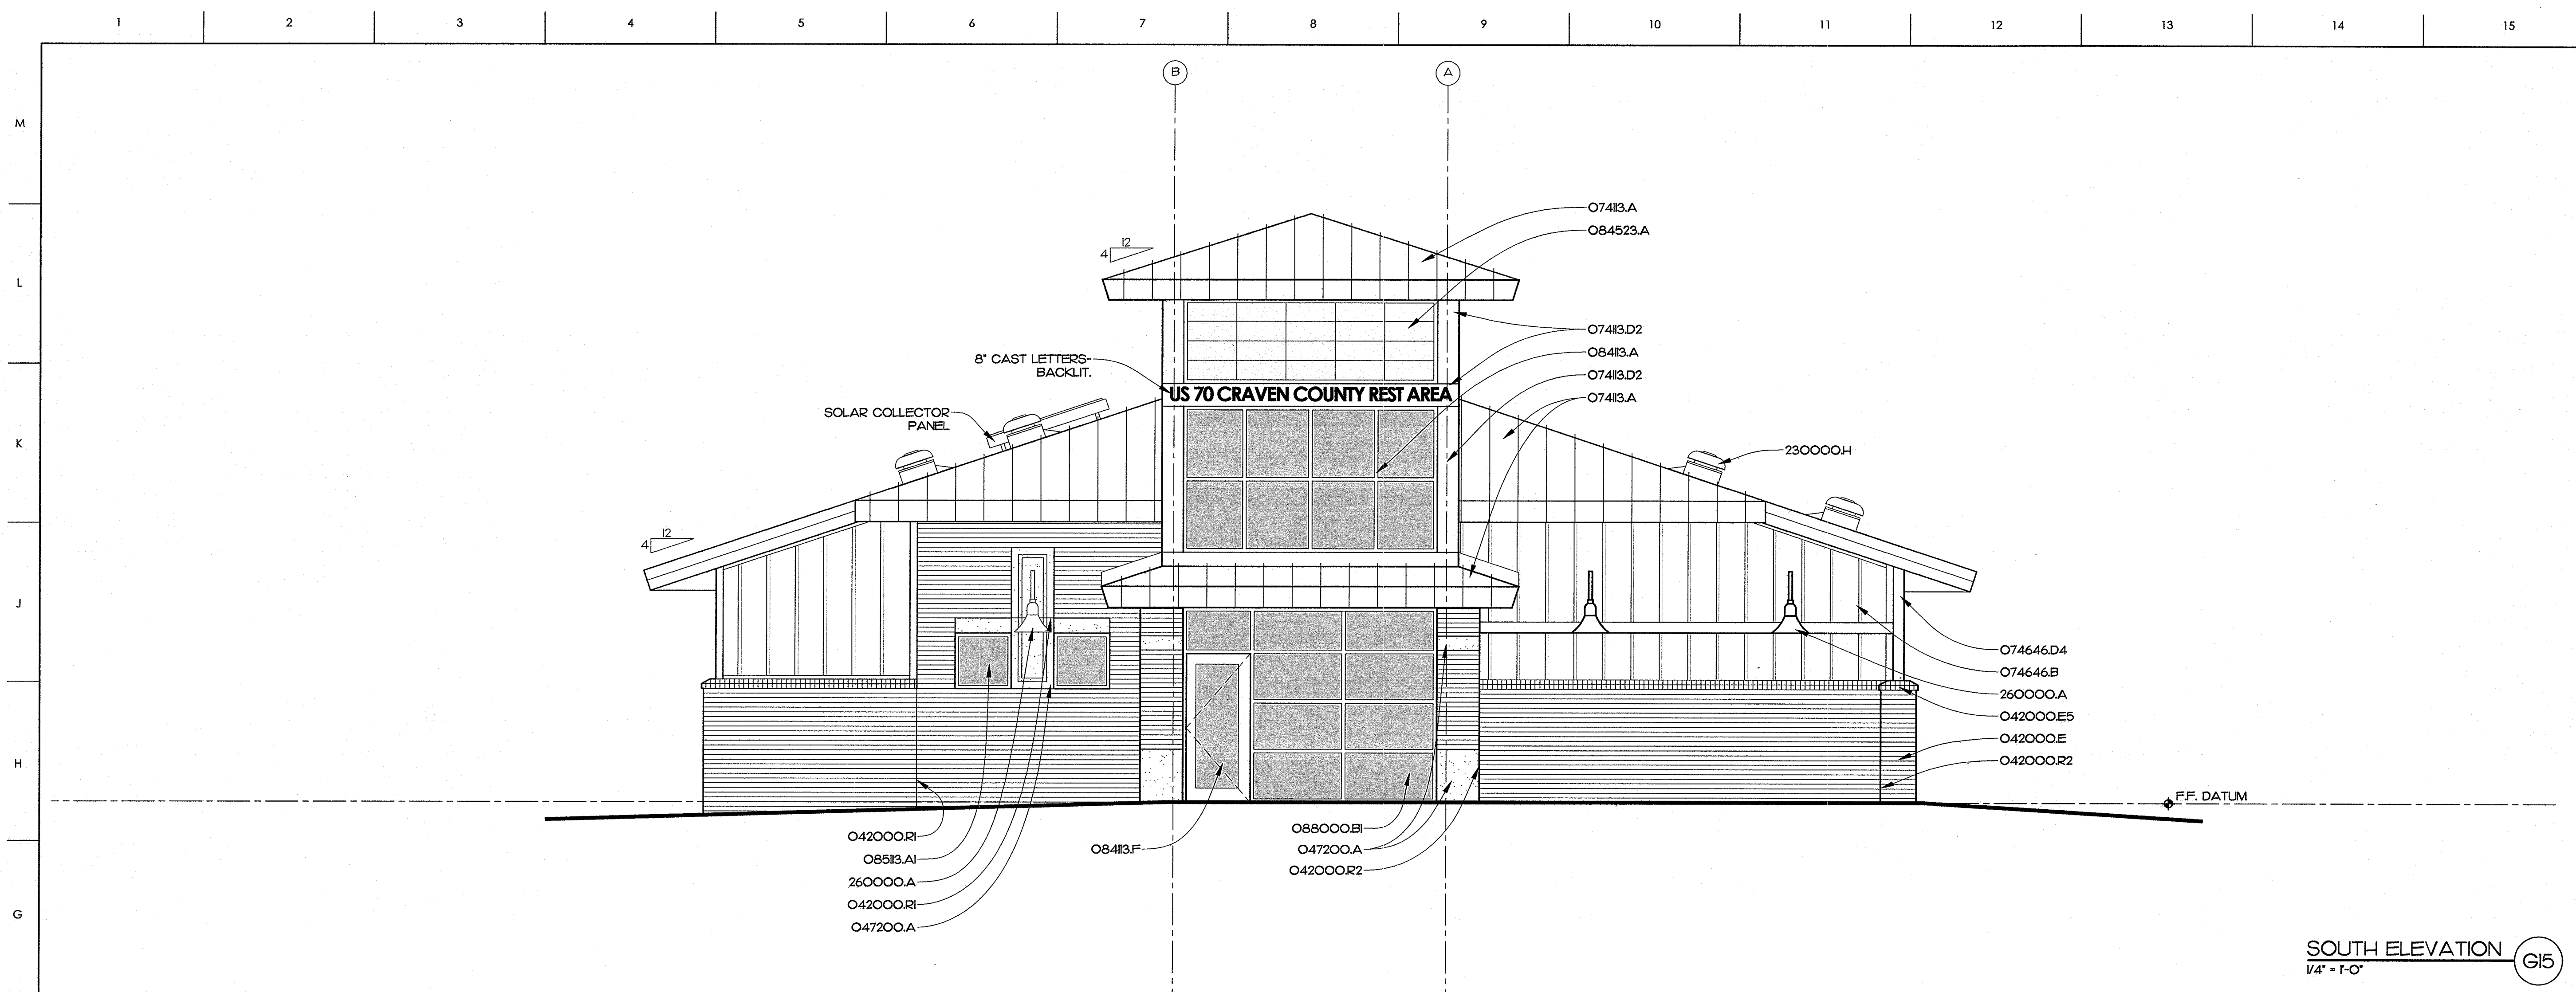 1 2 3 4 5 6 7 8 9 10 11 12 13 14 15
B A
M
074113.A
084523.A
12
4
L
074113.D2
8" CAST LETTERS-
BACKLIT.
084113.A
074113.D2
US 70 CRAVEN COUNTY REST AREA
074113.A
SOLAR COLLECTOR
PANEL
K
230000.H
12
4
J
074646.D4
074646.B
260000.A
042000.E5
042000.E
H
042000.R2
F.F. DATUM
042000.R1
085113.A1
260000.A
042000.R1
047200.A
084113.F
088000.B1
047200.A
042000.R2
G
SOUTH ELEVATION
1/4" = 1'-0"
G15